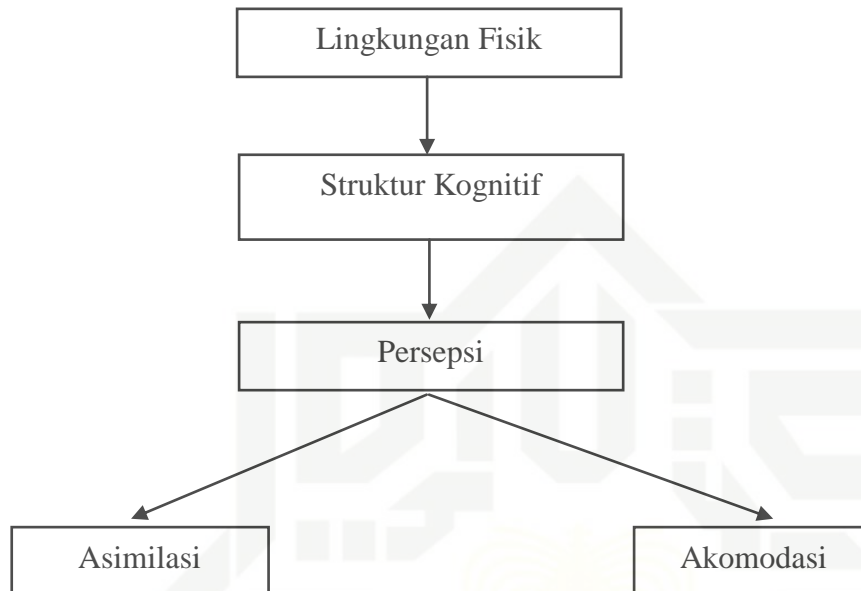 Lingkungan Fisik
Struktur Kognitif
Persepsi
Asimilasi
Akomodasi